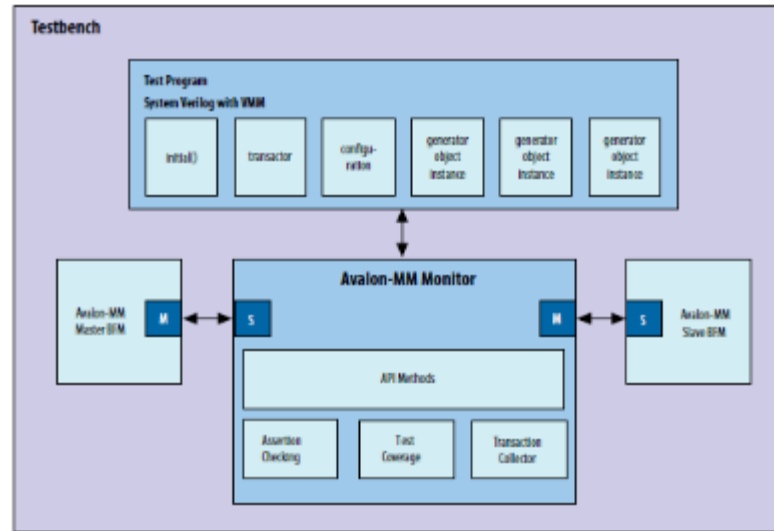 Testbench
Test Program
System Verilog with VMM
initial()
transactor
configu-
ration
generator
object
instance
generator
object
instance
generator
object
instance
Avalon-MM
Master BFM
M
S
Avalon-MM Monitor
M
S
Avalon-MM
Slave BFM
API Methods
Assertion
Checking
Test
Coverage
Transaction
Collector